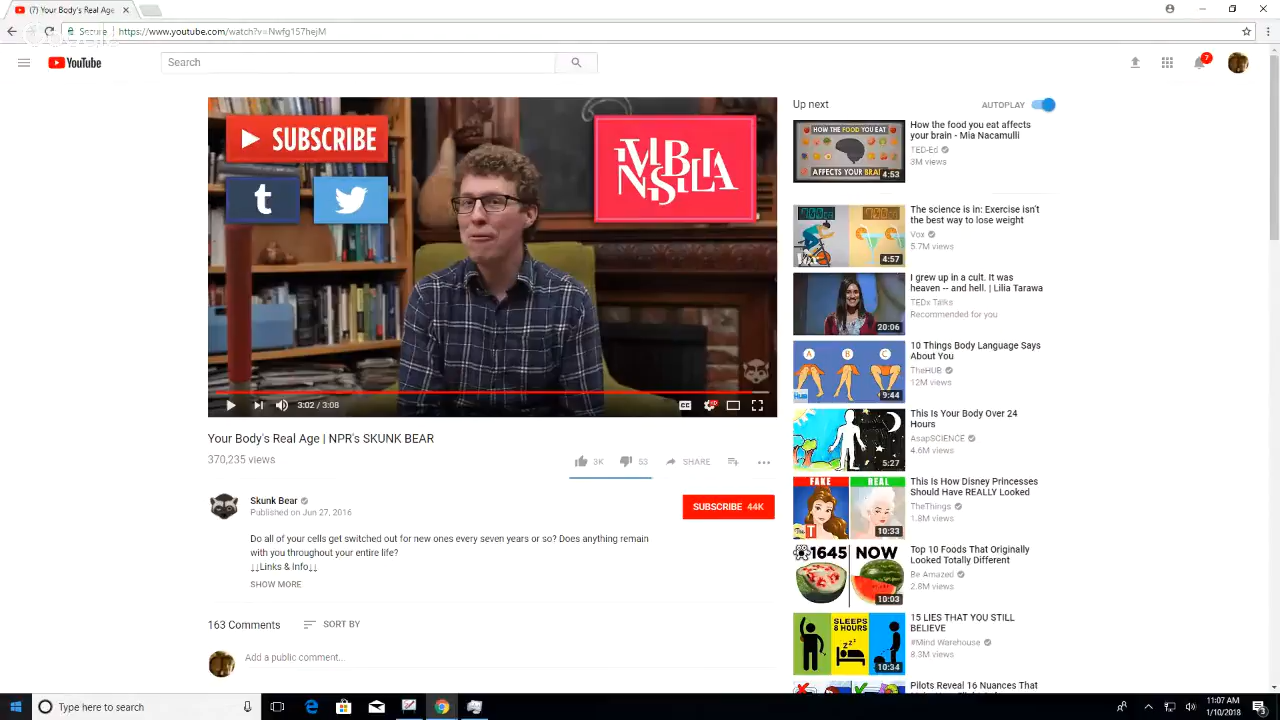 (7) Your Body's Real Age |
Secure https://www.youtube.com/watch?v=Nwfg157hejM
YouTube
Search
7
SUBSCRIBE
t
3:02 / 3:08
CC
HD
Your Body's Real Age | NPR's SKUNK BEAR
370,235 views
3K
53
SHARE
Skunk Bear
Published on Jun 27, 2016
SUBSCRIBE 44K
Do all of your cells get switched out for new ones every seven years or so? Does anything remain
with you throughout your entire life?
↓↓Links & Info↓↓
SHOW MORE
163 Comments
SORT BY
Add a public comment...
Up next
AUTOPLAY
HOW THE FOOD YOU EAT
AFFECTS YOUR BRAIN
4:53
How the food you eat affects
your brain - Mia Nacamulli
TED-Ed
3M views
Vox
4:57
The science is in: Exercise isn't
the best way to lose weight
Vox
5.7M views
20:06
I grew up in a cult. It was
heaven -- and hell. | Lilia Tarawa
TEDx Talks
Recommended for you
A
B
C
Hub
9:44
10 Things Body Language Says
About You
TheHUB
12M views
5:27
This Is Your Body Over 24
Hours
AsapSCIENCE
4.6M views
FAKE
REAL
10:33
This Is How Disney Princesses
Should Have REALLY Looked
TheThings
1.8M views
1645
NOW
10:03
Top 10 Foods That Originally
Looked Totally Different
Be Amazed
2.8M views
SLEEPS
8 HOURS
10:34
15 LIES THAT YOU STILL
BELIEVE
#Mind Warehouse
8.3M views
Pilots Reveal 16 Nuances That
Type here to search
11:07 AM
1/10/2018
3